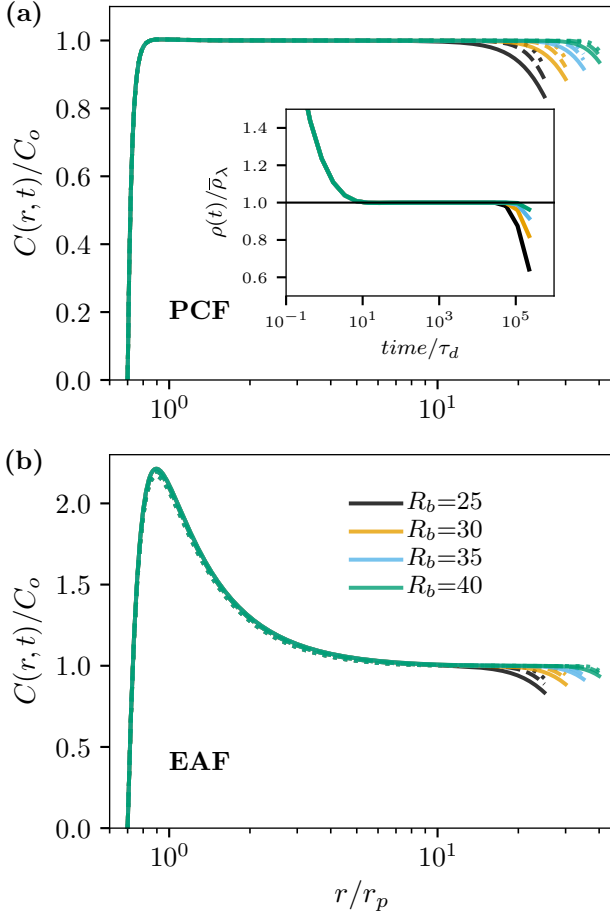 (a)
C(r, t)/C_o
1.0
0.8
0.6
0.4
0.2
0.0
PCF
10^0
10^1
ρ(t)/ρ̅_λ
1.4
1.2
1.0
0.8
0.6
10^−1
10^1
10^3
10^5
time/τ_d
(b)
C(r, t)/C_o
2.0
1.5
1.0
0.5
0.0
R_b=25
R_b=30
R_b=35
R_b=40
EAF
10^0
10^1
r/r_p